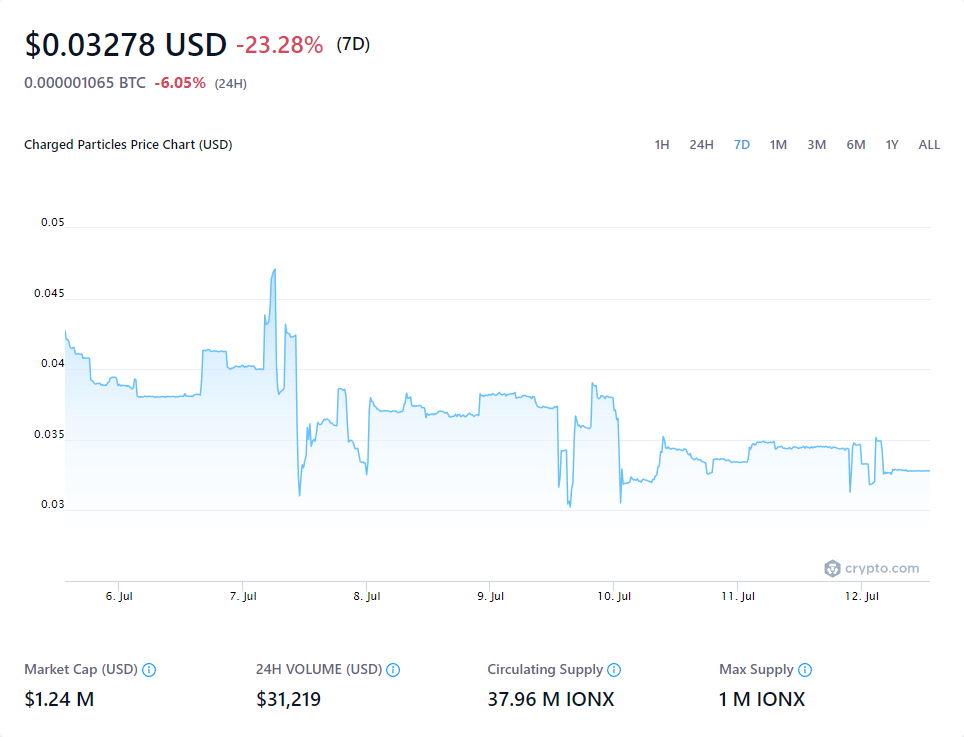 $0.03278 USD -23.28% (7D)
0.000001065 BTC -6.05% (24H)
Charged Particles Price Chart (USD)
1H 24H 7D 1M 3M 6M 1Y ALL
0.05
0.045
0.04
0.035
0.03
crypto.com
6. Jul 7. Jul 8. Jul 9. Jul 10. Jul 11. Jul 12. Jul
Market Cap (USD) 24H VOLUME (USD) Circulating Supply Max Supply
$1.24 M $31,219 37.96 M IONX 1 M IONX